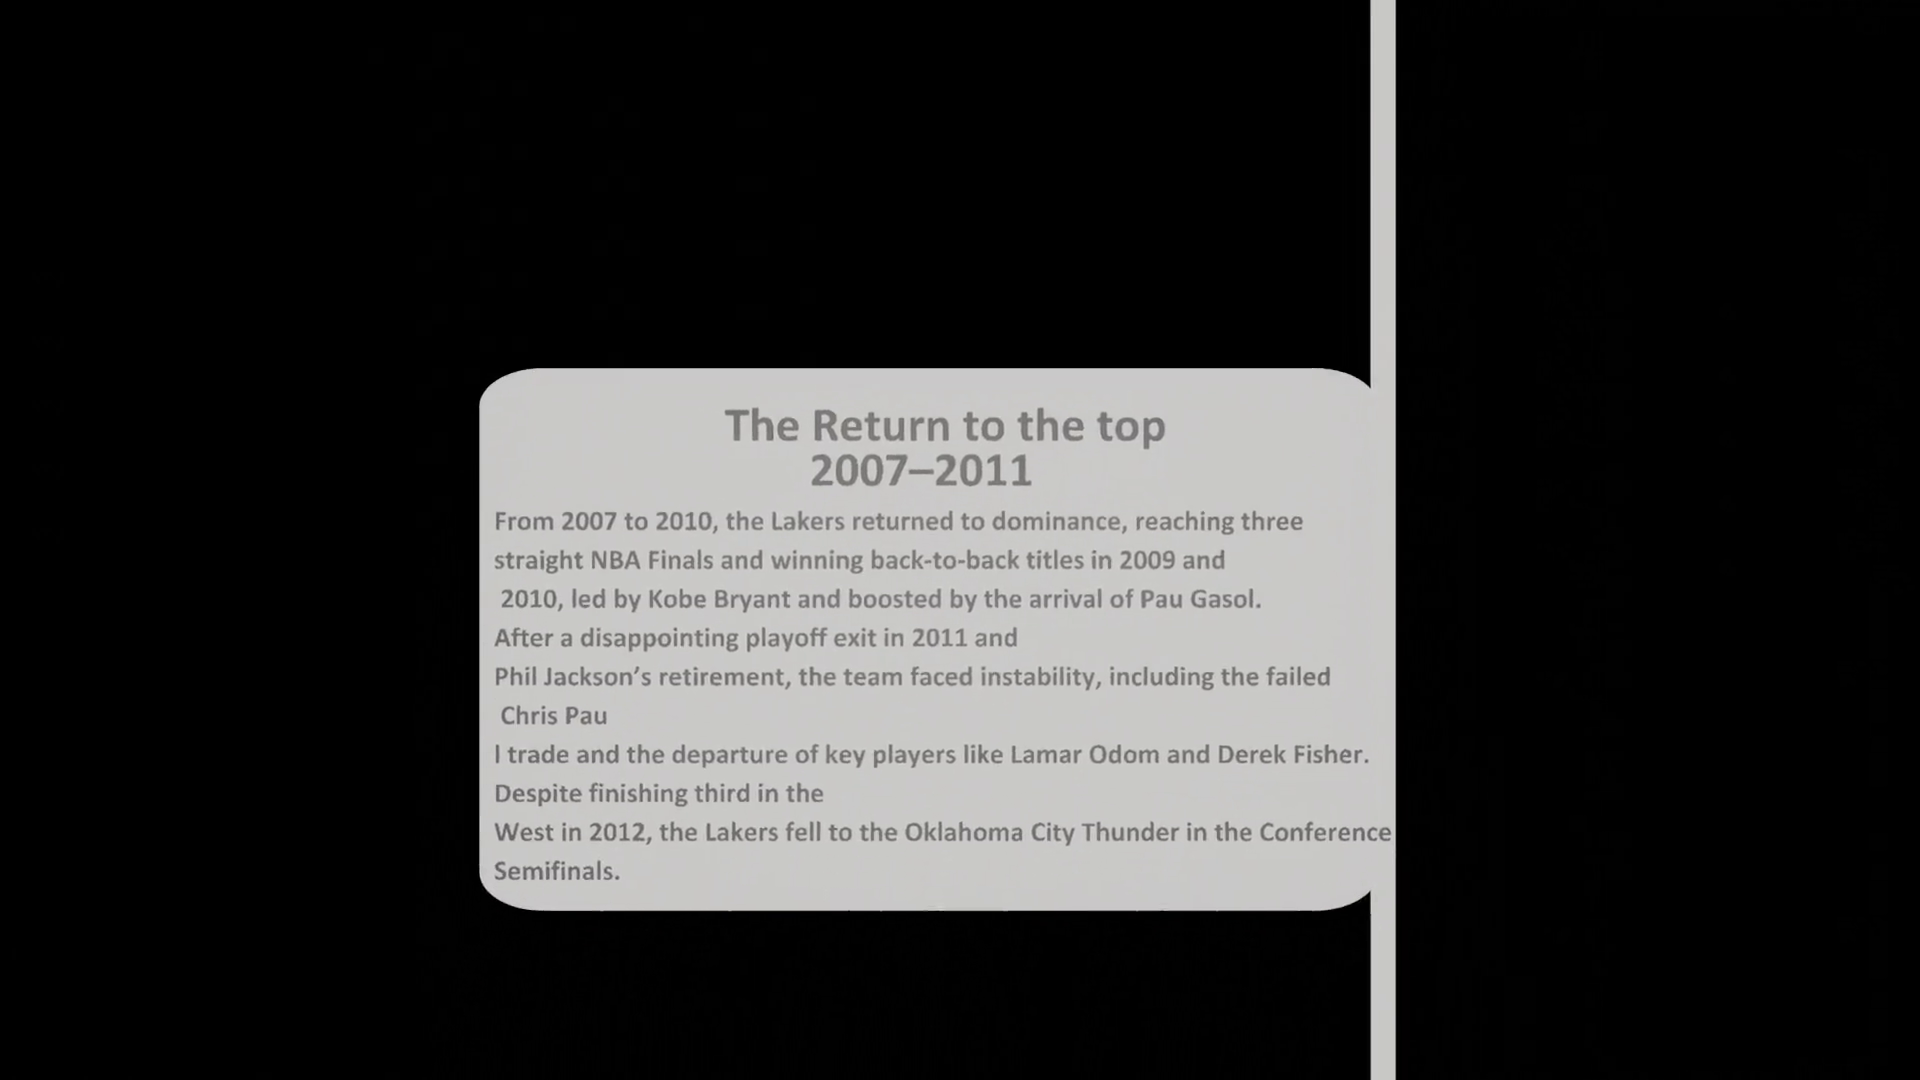 The Return to the top
2007–2011
From 2007 to 2010, the Lakers returned to dominance, reaching three
straight NBA Finals and winning back-to-back titles in 2009 and
2010, led by Kobe Bryant and boosted by the arrival of Pau Gasol.
After a disappointing playoff exit in 2011 and
Phil Jackson’s retirement, the team faced instability, including the failed
Chris Pau
l trade and the departure of key players like Lamar Odom and Derek Fisher.
Despite finishing third in the
West in 2012, the Lakers fell to the Oklahoma City Thunder in the Conference
Semifinals.